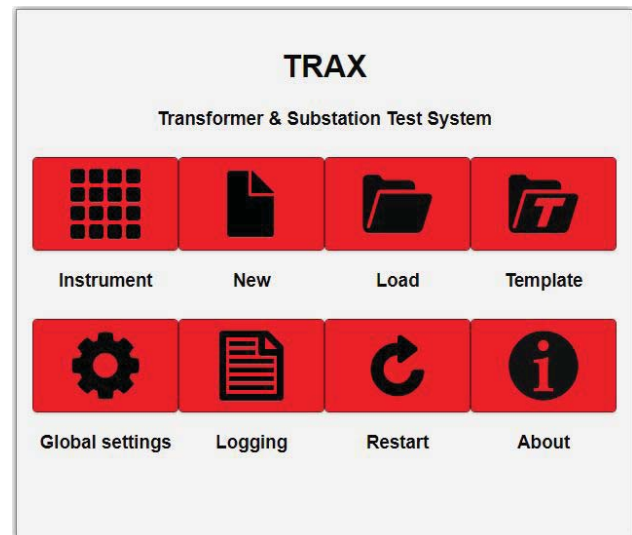 TRAX
Transformer & Substation Test System
Instrument New Load Template
Global settings Logging Restart About